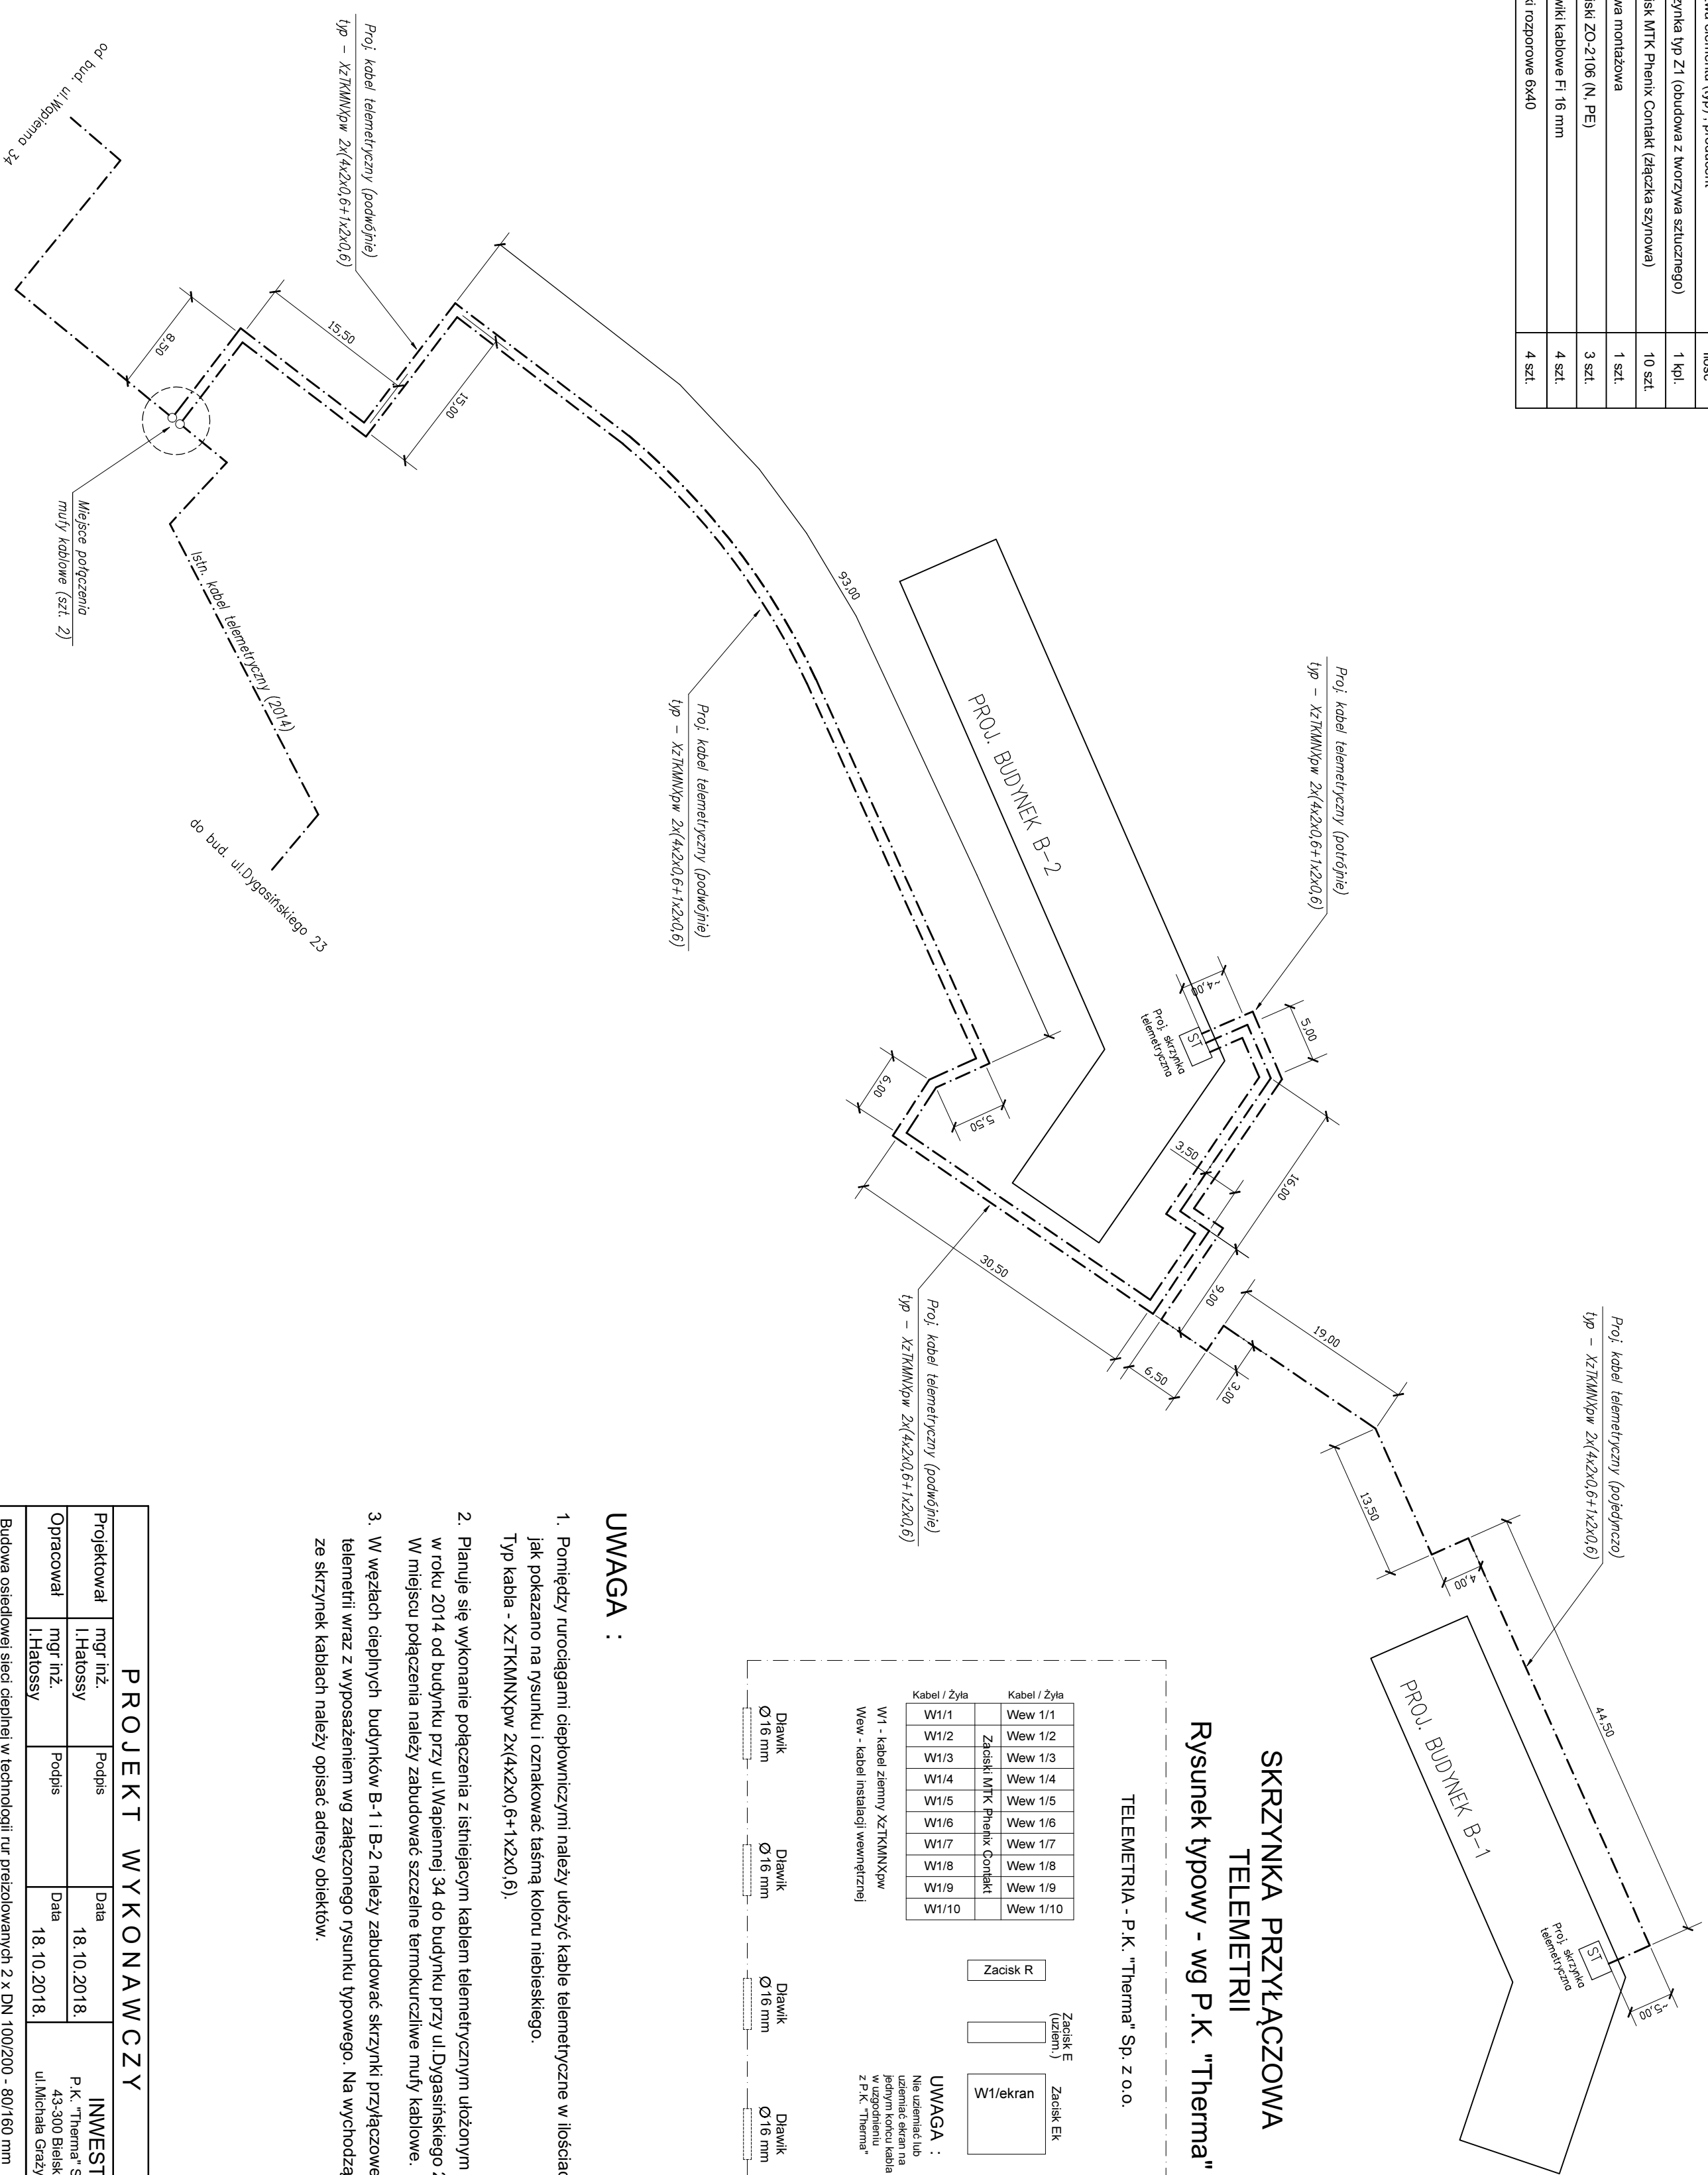 zynka typ Z1 (obudowa z tworzywa sztucznego)
1 kpl.
isk MTK Phenix Contakt (złączka szynowa)
10 szt.
wa montażowa
1 szt.
iski ZO-2106 (N, PE)
3 szt.
wiki kablowe Fi 16 mm
4 szt.
ki rozporowe 6x40
4 szt.
Proj. kabel telemetryczny (pojedynczo)
typ – XzTKMNXpw 2x(4x2x0,6+1x2x0,6)
44,50
PROJ. BUDYNEK B–1
ST
Proj. skrzynka
telemetryczna
~5,00
4,00
13,50
19,00
3,00
6,50
9,00
16,00
3,50
5,00
~4,00
Proj. kabel telemetryczny (potrójnie)
typ – XzTKMNXpw 2x(4x2x0,6+1x2x0,6)
ST
Proj. skrzynka
telemetryczna
PROJ. BUDYNEK B–2
30,50
6,00
5,50
Proj. kabel telemetryczny (podwójnie)
typ – XzTKMNXpw 2x(4x2x0,6+1x2x0,6)
93,00
Proj. kabel telemetryczny (podwójnie)
typ – XzTKMNXpw 2x(4x2x0,6+1x2x0,6)
Proj. kabel telemetryczny (podwójnie)
typ – XzTKMNXpw 2x(4x2x0,6+1x2x0,6)
15,00
15,50
8,50
od bud. ul.Wapienna 34
Miejsce połączenia
mufy kablowe (szt. 2)
Istn. kabel telemetryczny (2014)
do bud. ul.Dygasińskiego 23
SKRZYNKA PRZYŁĄCZOWA
TELEMETRII
Rysunek typowy - wg P.K. "Therma"
TELEMETRIA - P.K. "Therma" Sp. z o.o.
Kabel / Żyła
Kabel / Żyła
W1/1
Wew 1/1
W1/2
Wew 1/2
W1/3
Wew 1/3
W1/4
Wew 1/4
W1/5
Wew 1/5
W1/6
Wew 1/6
W1/7
Wew 1/7
W1/8
Wew 1/8
W1/9
Wew 1/9
W1/10
Wew 1/10
Zaciski MTK Phenix Contakt
W1 - kabel ziemny XzTKMNXpw
Wew - kabel instalacji wewnętrznej
Zacisk R
Zacisk E
(uziem.)
Zacisk Ek
W1/ekran
UWAGA :
Nie uziemiać lub
uziemiać ekran na
jednym końcu kabla
w uzgodnieniu
z P.K. "Therma"
Dławik
Ø 16 mm
Dławik
Ø 16 mm
Dławik
Ø 16 mm
Dławik
Ø 16 mm
UWAGA :
1. Pomiędzy rurociągami ciepłowniczymi należy ułożyć kable telemetryczne w ilościac
jak pokazano na rysunku i oznakować taśmą koloru niebieskiego.
Typ kabla - XzTKMNXpw 2x(4x2x0,6+1x2x0,6).
2. Planuje się wykonanie połączenia z istniejacym kablem telemetrycznym ułożonym
w roku 2014 od budynku przy ul.Wapiennej 34 do budynku przy ul.Dygasińskiego 2
W miejscu połączenia należy zabudować szczelne termokurczliwe mufy kablowe.
3. W węzłach cieplnych budynków B-1 i B-2 należy zabudować skrzynki przyłączowe
telemetrii wraz z wyposażeniem wg załączonego rysunku typowego. Na wychodzą
ze skrzynek kablach należy opisać adresy obiektów.
PROJEKT WYKONAWCZY
Projektował
mgr inż.
I.Hatossy
Podpis
Data
18.10.2018.
Opracował
mgr inż.
I.Hatossy
Podpis
Data
18.10.2018.
INWEST
P.K. "Therma" S
43-300 Bielsk
ul.Michała Graży
Budowa osiedlowej sieci cieplnej w technologii rur preizolowanych 2 x DN 100/200 - 80/160 mm